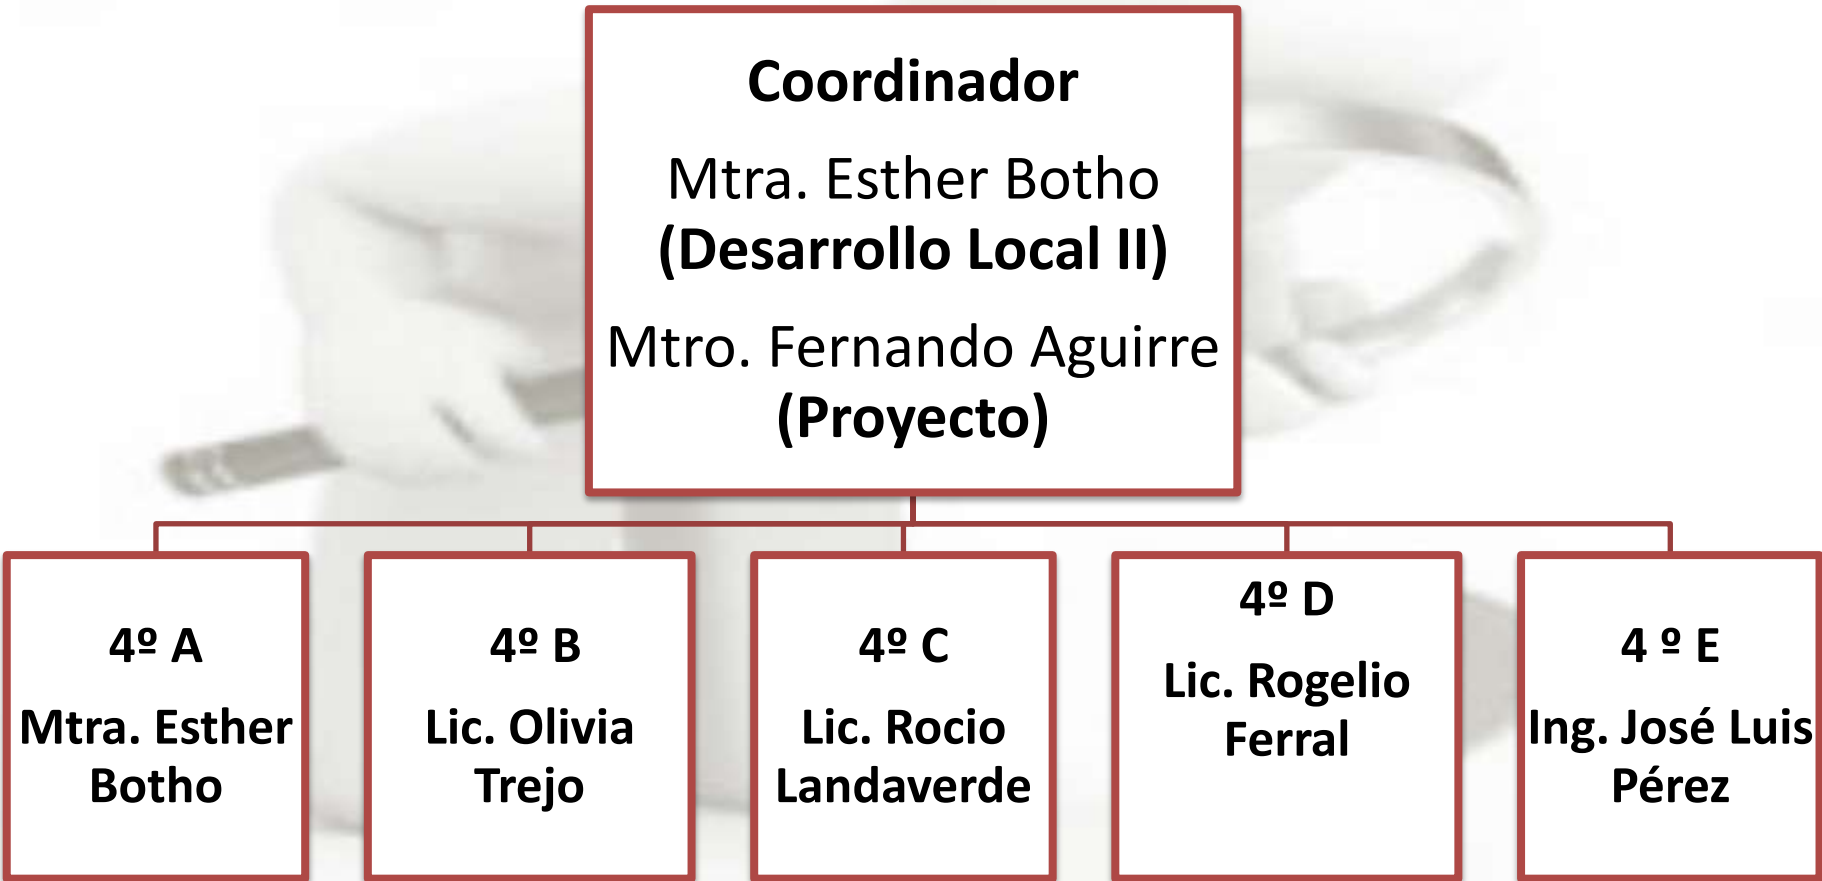 Coordinador
Mtra. Esther Botho
(Desarrollo Local II)
Mtro. Fernando Aguirre
(Proyecto)
4º A
Mtra. Esther
Botho
4º B
Lic. Olivia
Trejo
4º C
Lic. Rocio
Landaverde
4º D
Lic. Rogelio
Ferral
4 º E
Ing. José Luis
Pérez